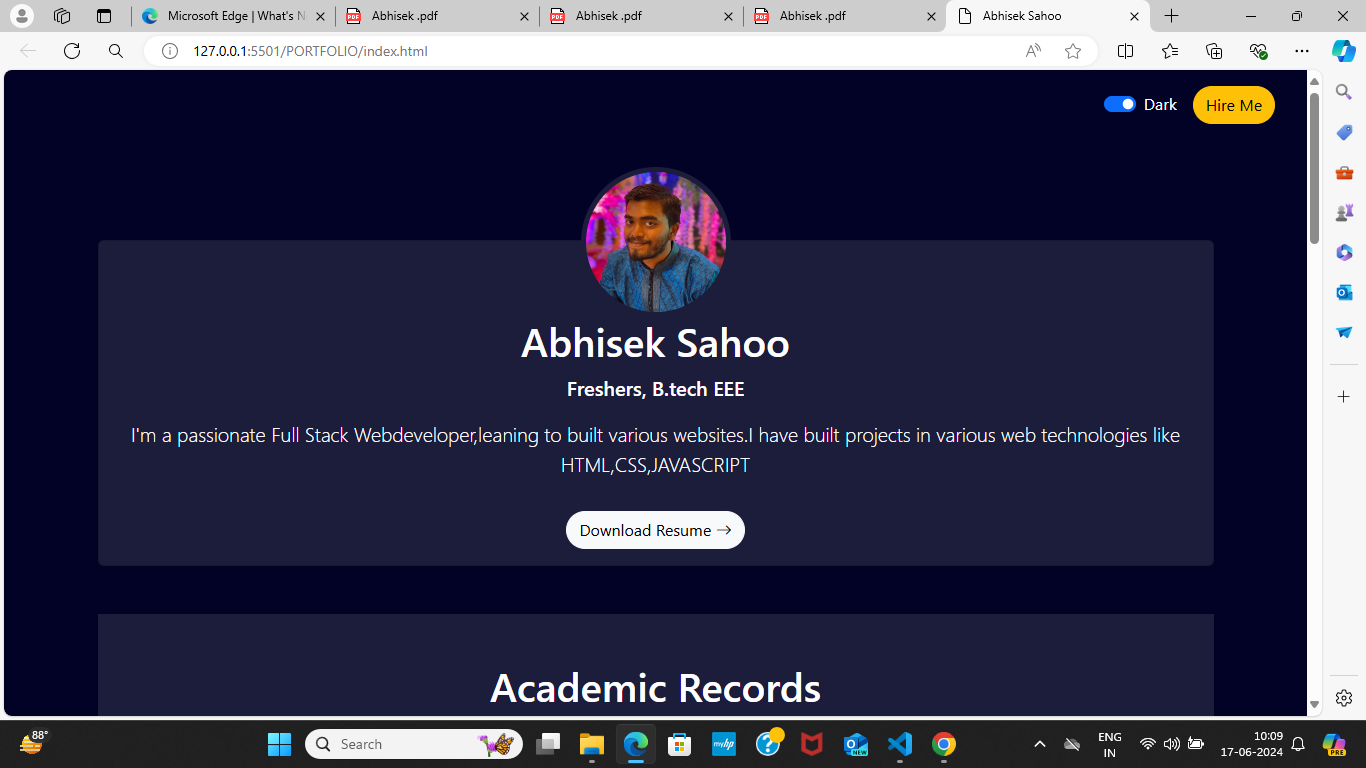 Microsoft Edge | What's N
Abhisek .pdf
Abhisek .pdf
Abhisek .pdf
Abhisek Sahoo
127.0.0.1:5501/PORTFOLIO/index.html
Dark
Hire Me
Abhisek Sahoo
Freshers, B.tech EEE
I'm a passionate Full Stack Webdeveloper,leaning to built various websites.I have built projects in various web technologies like
HTML,CSS,JAVASCRIPT
Download Resume →
Academic Records
88°
Search
myhp
NEW
ENG
IN
10:09
17-06-2024
PRE